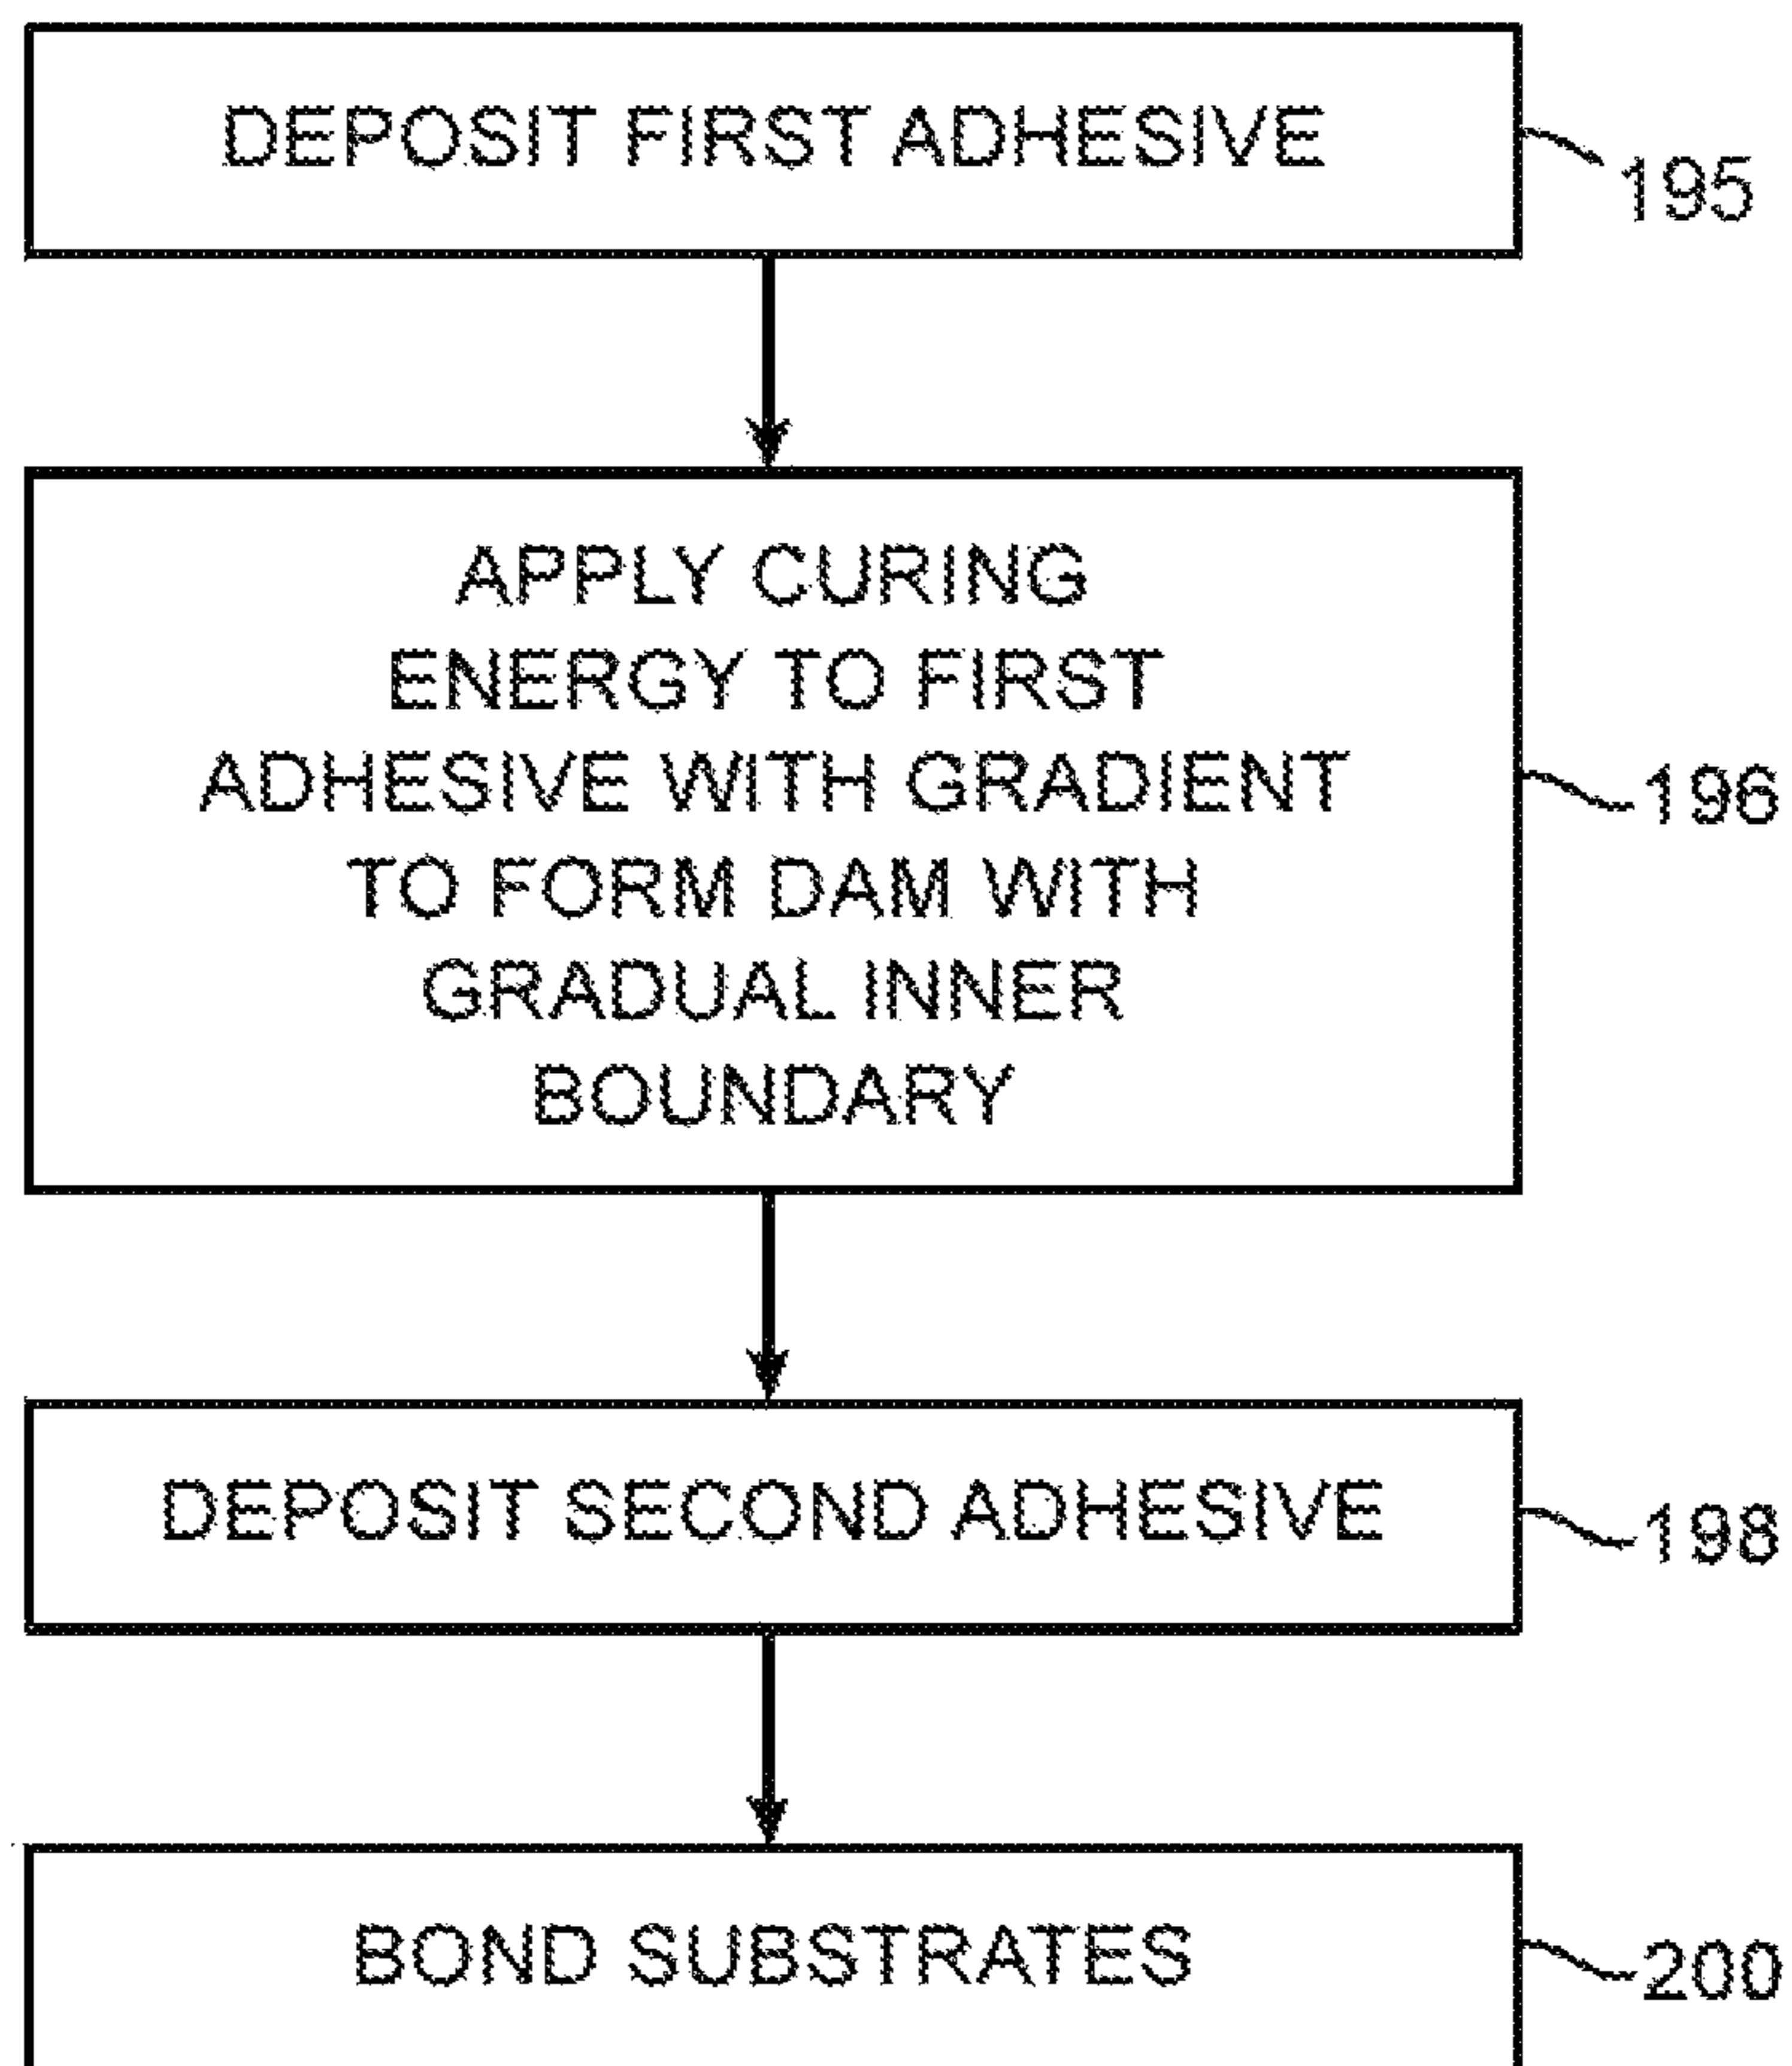 DEPOSIT FIRST ADHESIVE
195
APPLY CURING
ENERGY TO FIRST
ADHESIVE WITH GRADIENT
TO FORM DAM WITH
GRADUAL INNER
BOUNDARY
196
DEPOSIT SECOND ADHESIVE
198
BOND SUBSTRATES
200